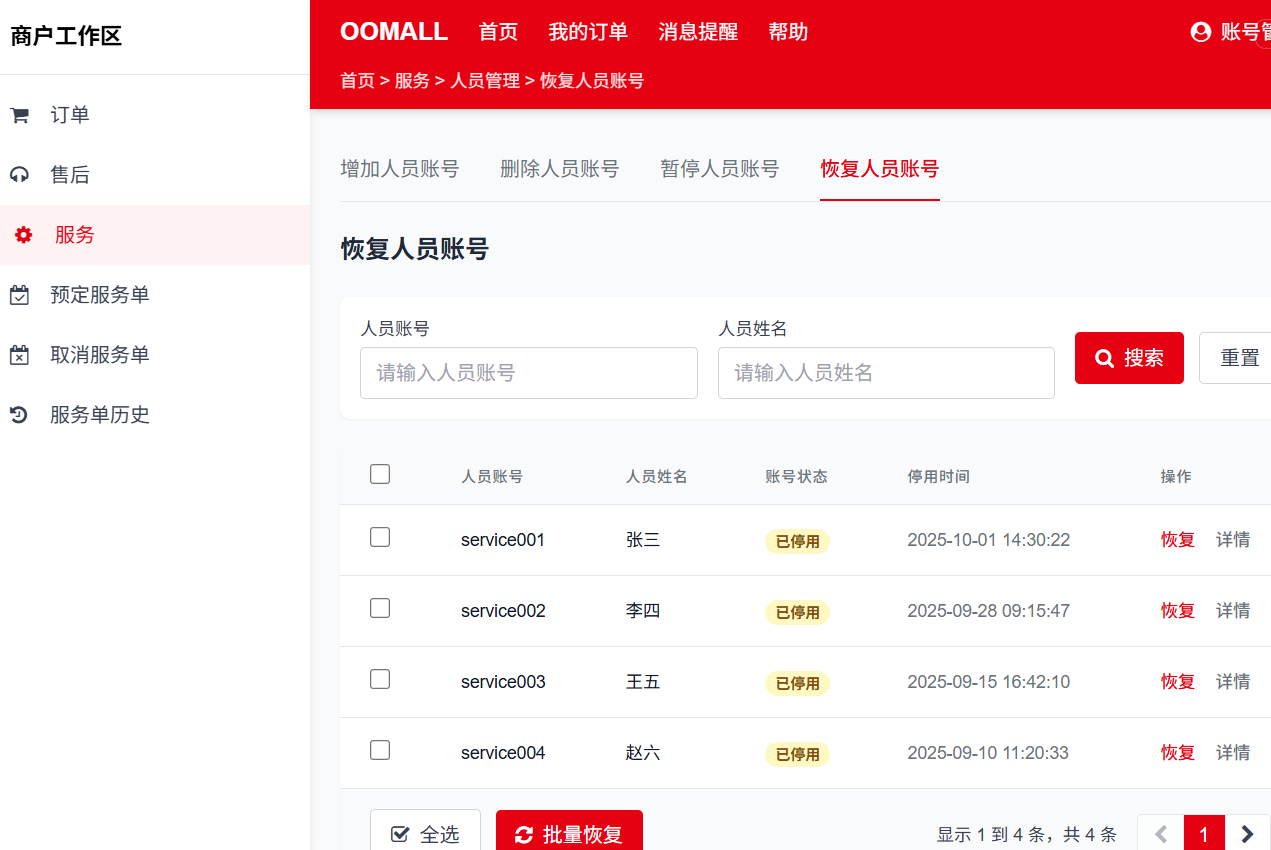 商户工作区
订单
售后
服务
预定服务单
取消服务单
服务单历史
OOMALL 首页 我的订单 消息提醒 帮助 账号
首页 > 服务 > 人员管理 > 恢复人员账号
增加人员账号 删除人员账号 暂停人员账号 恢复人员账号
恢复人员账号
人员账号 人员姓名
请输入人员账号 请输入人员姓名 搜索 重置
人员账号 人员姓名 账号状态 停用时间 操作
service001 张三 已停用 2025-10-01 14:30:22 恢复 详情
service002 李四 已停用 2025-09-28 09:15:47 恢复 详情
service003 王五 已停用 2025-09-15 16:42:10 恢复 详情
service004 赵六 已停用 2025-09-10 11:20:33 恢复 详情
全选 批量恢复 显示 1 到 4 条，共 4 条 1